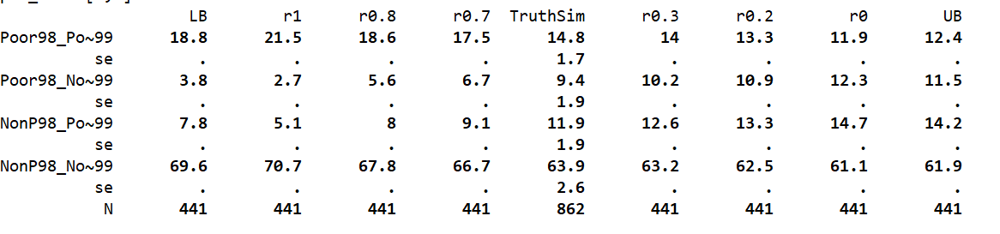 LB r1 r0.8 r0.7 TruthSim r0.3 r0.2 r0 UB
Poor98_Po~99 18.8 21.5 18.6 17.5 14.8 14 13.3 11.9 12.4
se . . . . 1.7 . . . .
Poor98_No~99 3.8 2.7 5.6 6.7 9.4 10.2 10.9 12.3 11.5
se . . . . 1.9 . . . .
NonP98_Po~99 7.8 5.1 8 9.1 11.9 12.6 13.3 14.7 14.2
se . . . . 1.9 . . . .
NonP98_No~99 69.6 70.7 67.8 66.7 63.9 63.2 62.5 61.1 61.9
se . . . . 2.6 . . . .
N 441 441 441 441 862 441 441 441 441